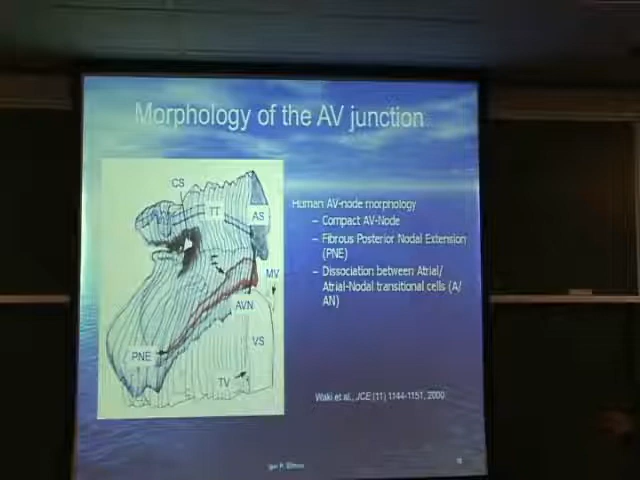 Morphology of the AV junction
CS
TT
AS
MV
AVN
VS
PNE
TV
Human AV-node morphology
– Compact AV-Node
– Fibrous Posterior Nodal Extension
(PNE)
– Dissociation between Atrial/
Atrial-Nodal transitional cells (A/
AN)
Waki et al., JCE (11) 1144-1151, 2000